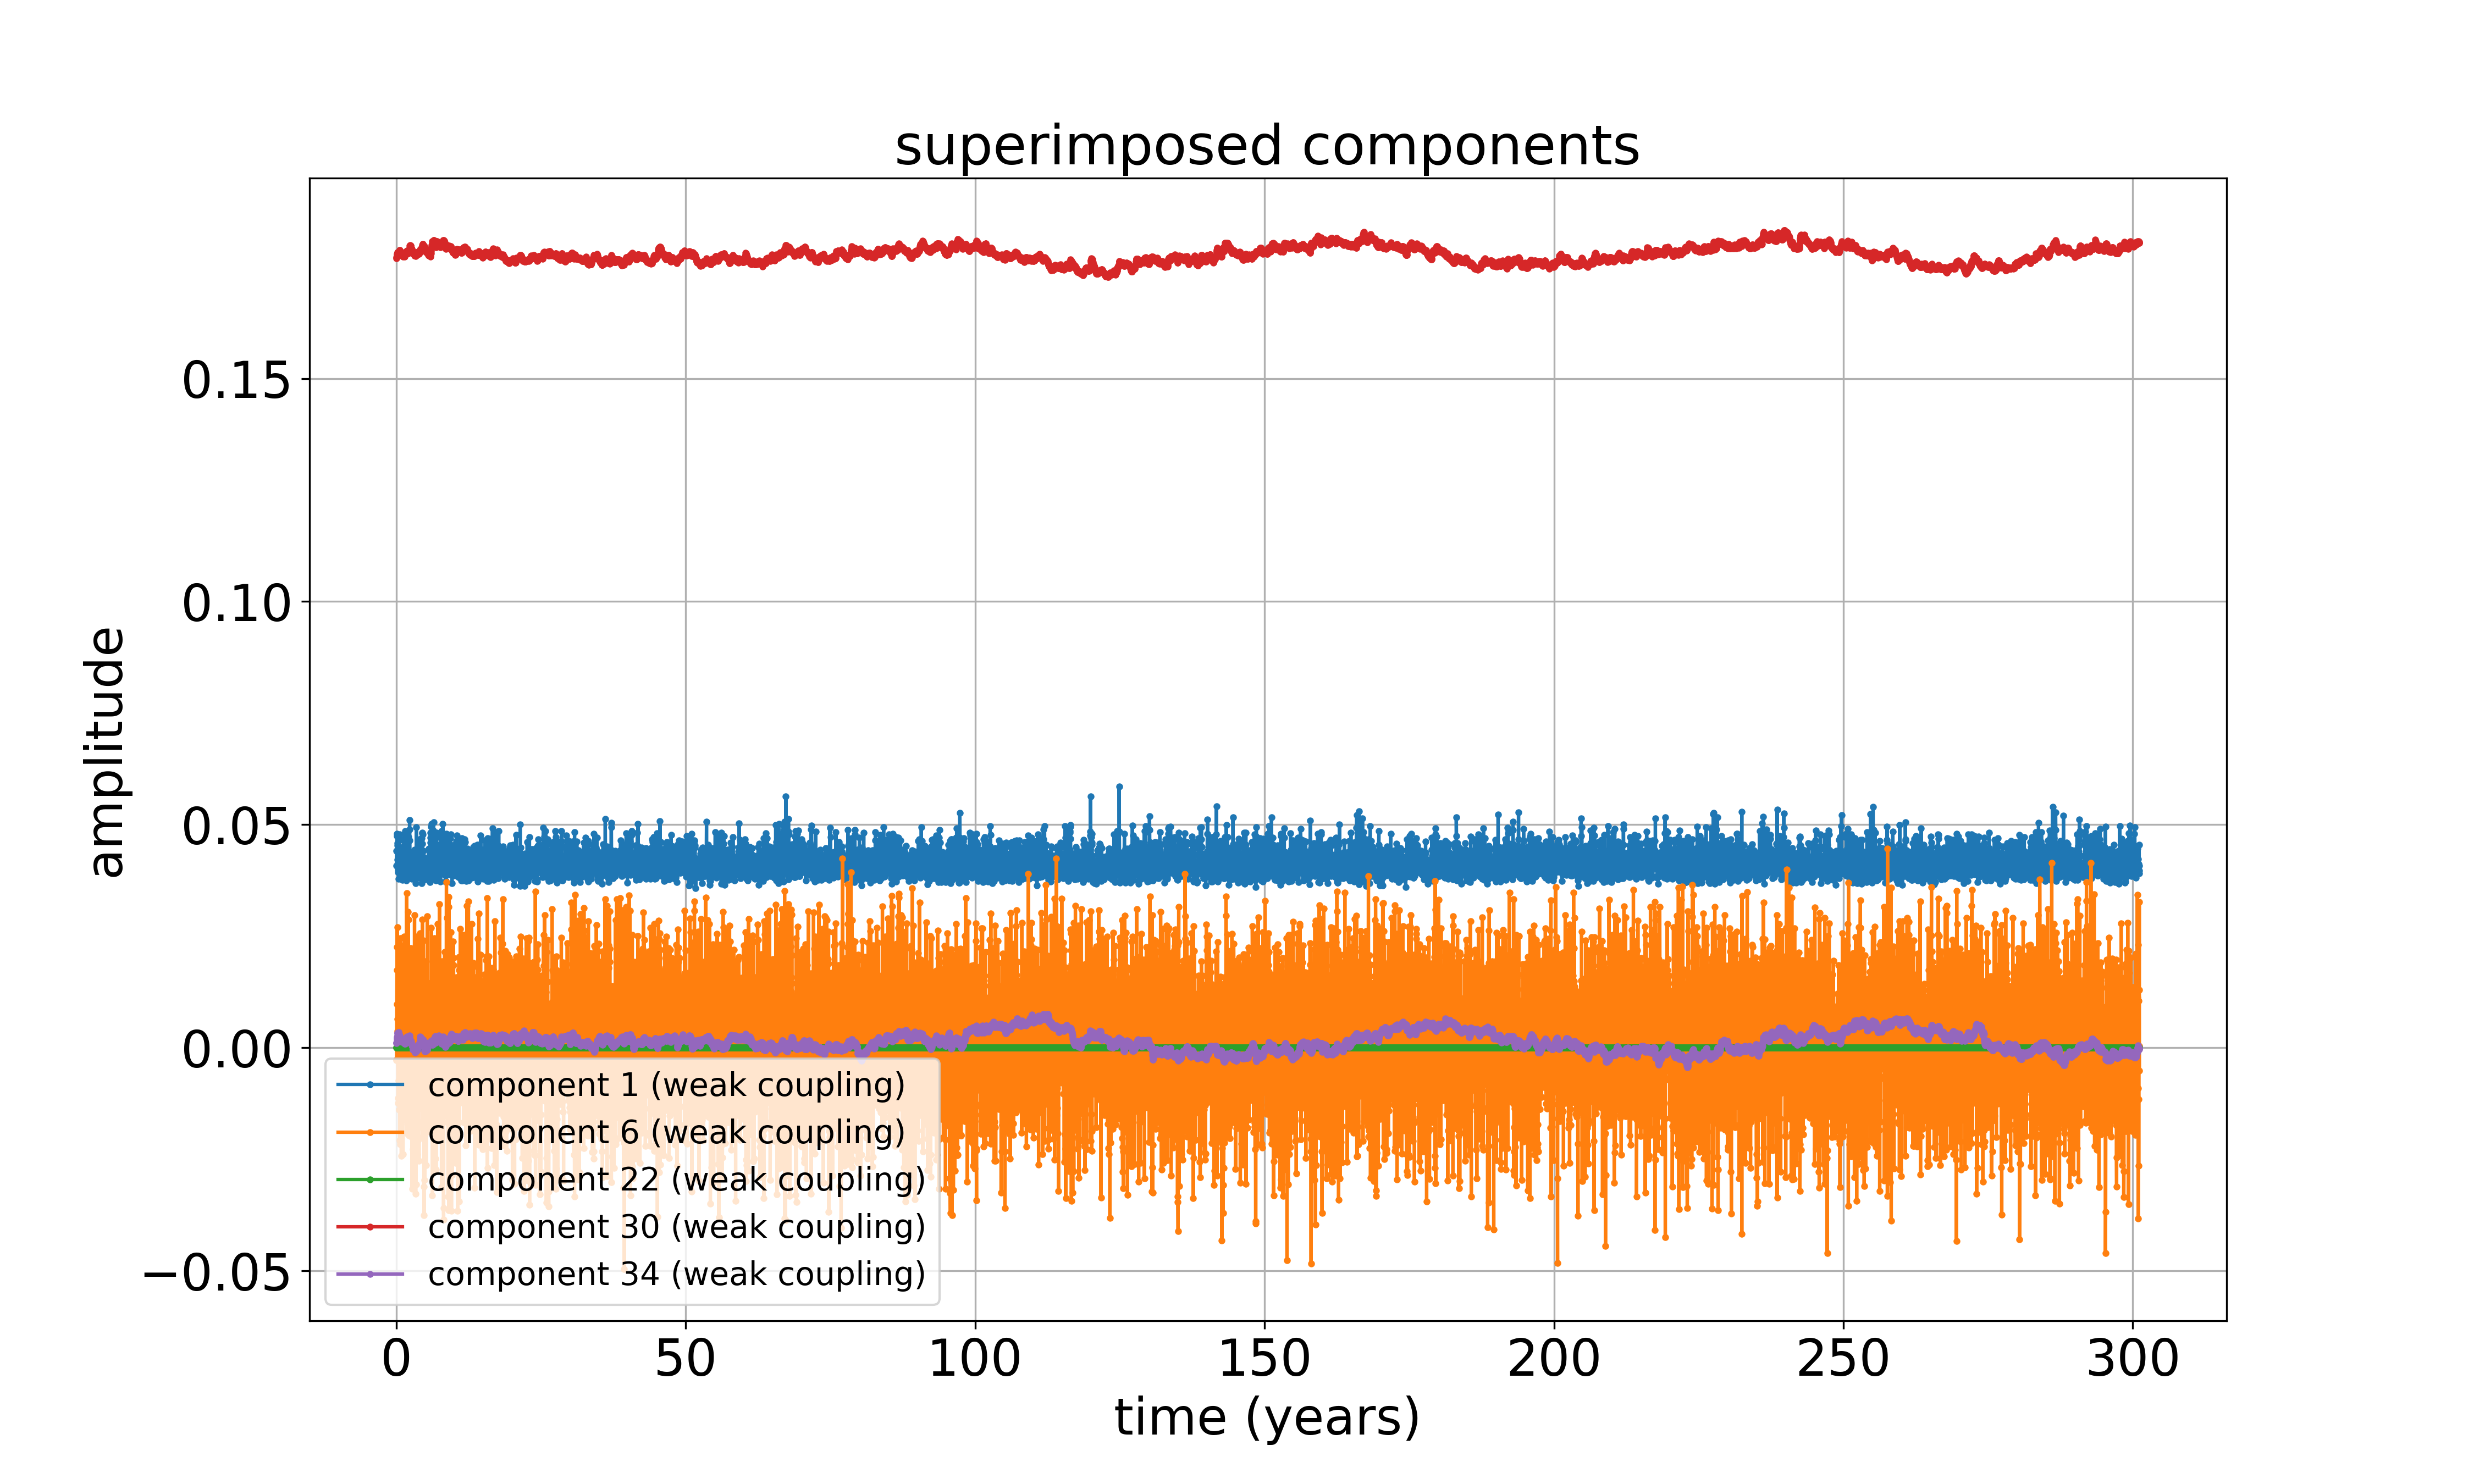 superimposed components
amplitude
0.15
0.10
0.05
0.00
−0.05
component 1 (weak coupling)
component 6 (weak coupling)
component 22 (weak coupling)
component 30 (weak coupling)
component 34 (weak coupling)
0 50 100 150 200 250 300
time (years)